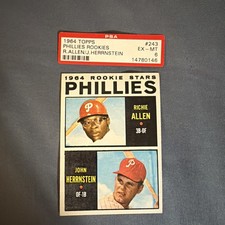 PSA
1964 TOPPS #243
PHILLIES ROOKIES EX-MT
R.ALLEN/J.HERRNSTEIN 6
14780146
1964 ROOKIE STARS
PHILLIES
RICHIE
ALLEN
3B-OF
JOHN
HERRNSTEIN
OF-1B